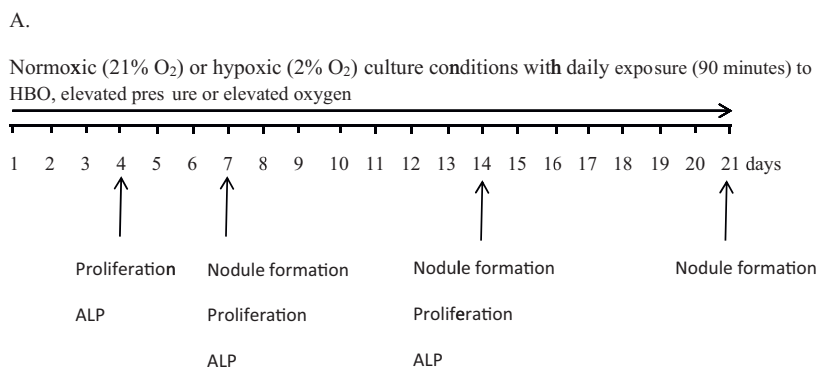 A.
Normoxic (21% O₂) or hypoxic (2% O₂) culture conditions with daily exposure (90 minutes) to
HBO, elevated pres ure or elevated oxygen
1 2 3 4 5 6 7 8 9 10 11 12 13 14 15 16 17 18 19 20 21 days
Proliferation Nodule formation Nodule formation Nodule formation
ALP Proliferation Proliferation
ALP ALP